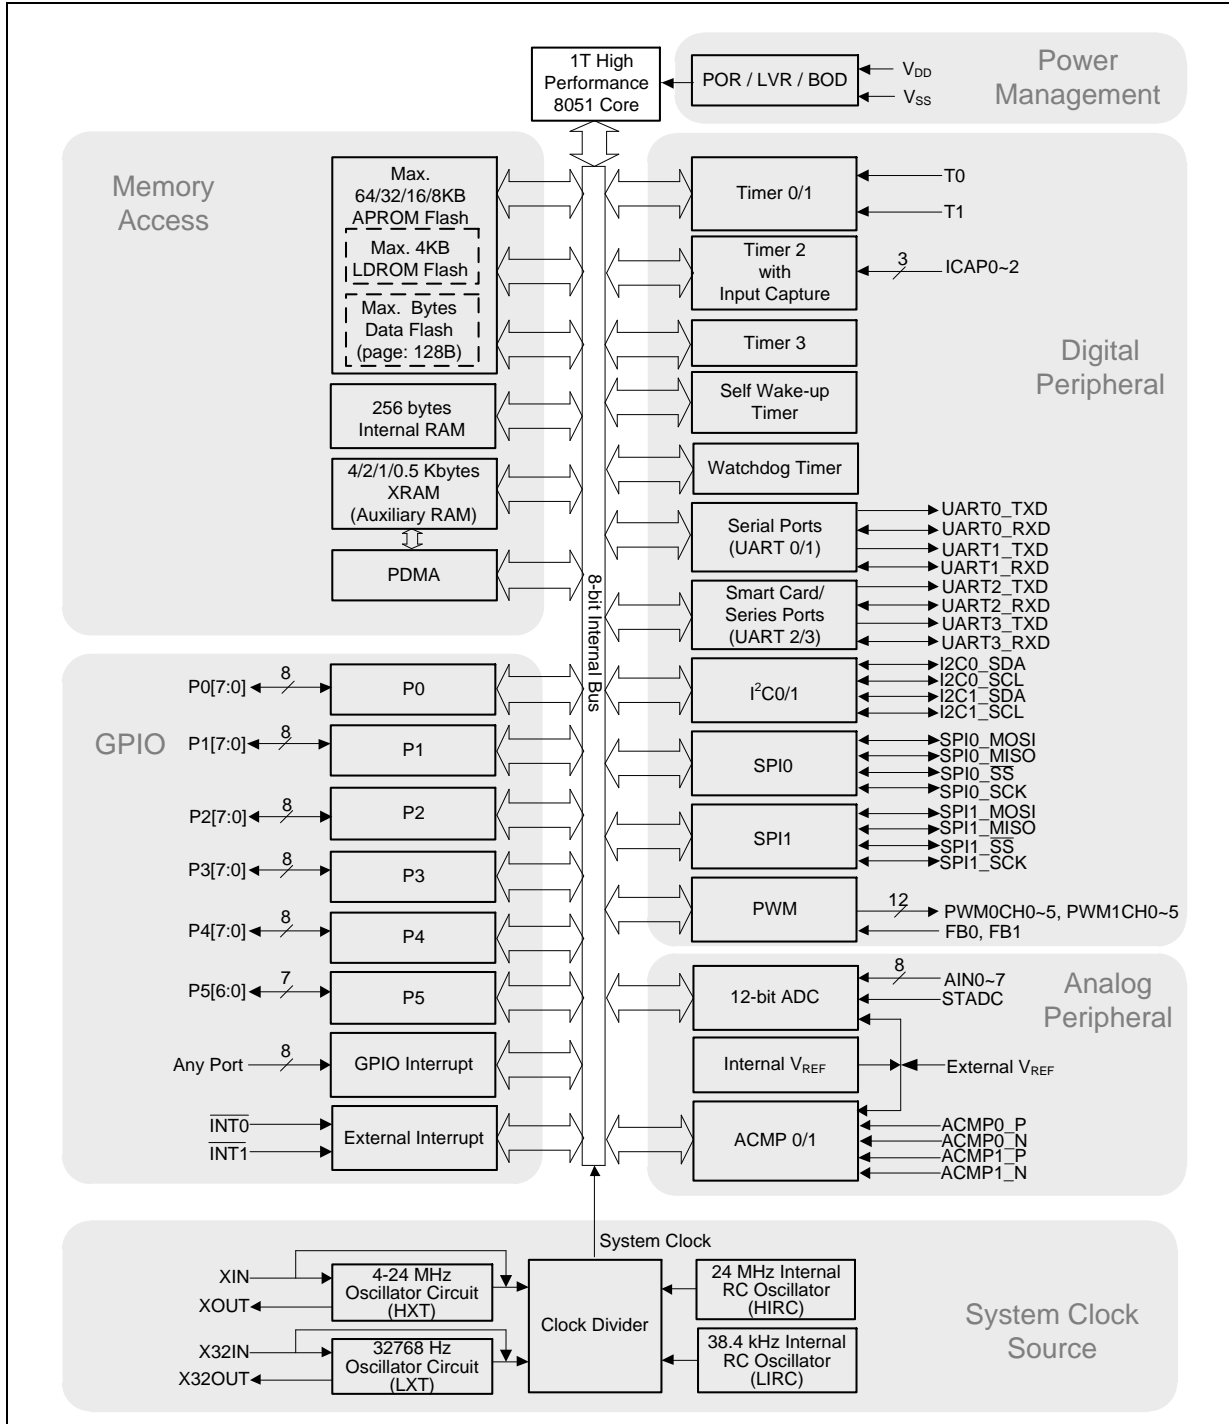 1T High
Performance
8051 Core
POR / LVR / BOD
VDD
VSS
Power
Management
Memory
Access
Max.
64/32/16/8KB
APROM Flash
Max. 4KB
LDROM Flash
Max. Bytes
Data Flash
(page: 128B)
256 bytes
Internal RAM
4/2/1/0.5 Kbytes
XRAM
(Auxiliary RAM)
PDMA
8-bit Internal Bus
Timer 0/1
T0
T1
Timer 2
with
Input Capture
3
ICAP0~2
Timer 3
Self Wake-up
Timer
Watchdog Timer
Digital
Peripheral
Serial Ports
(UART 0/1)
UART0_TXD
UART0_RXD
UART1_TXD
UART1_RXD
Smart Card/
Series Ports
(UART 2/3)
UART2_TXD
UART2_RXD
UART3_TXD
UART3_RXD
I²C0/1
I2C0_SDA
I2C0_SCL
I2C1_SDA
I2C1_SCL
SPI0
SPI0_MOSI
SPI0_MISO
SPI0_SS
SPI0_SCK
SPI1
SPI1_MOSI
SPI1_MISO
SPI1_SS
SPI1_SCK
PWM
12
PWM0CH0~5, PWM1CH0~5
FB0, FB1
GPIO
P0[7:0]
8
P0
P1[7:0]
8
P1
P2[7:0]
8
P2
P3[7:0]
8
P3
P4[7:0]
8
P4
P5[6:0]
7
P5
Any Port
8
GPIO Interrupt
INT0
INT1
External Interrupt
12-bit ADC
8
AIN0~7
STADC
Analog
Peripheral
Internal VREF
External VREF
ACMP 0/1
ACMP0_P
ACMP0_N
ACMP1_P
ACMP1_N
System Clock
XIN
XOUT
4-24 MHz
Oscillator Circuit
(HXT)
X32IN
X32OUT
32768 Hz
Oscillator Circuit
(LXT)
Clock Divider
24 MHz Internal
RC Oscillator
(HIRC)
38.4 kHz Internal
RC Oscillator
(LIRC)
System Clock
Source